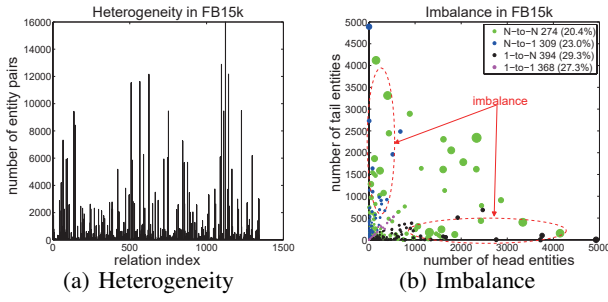 Heterogeneity in FB15k
number of entity pairs
16000
14000
12000
10000
8000
6000
4000
2000
0
0 500 1000 1500
relation index
(a) Heterogeneity
Imbalance in FB15k
number of tail entities
5000
4500
4000
3500
3000
2500
2000
1500
1000
500
0
N−to−N 274 (20.4%)
N−to−1 309 (23.0%)
1−to−N 394 (29.3%)
1−to−1 368 (27.3%)
imbalance
0 1000 2000 3000 4000 5000
number of head entities
(b) Imbalance